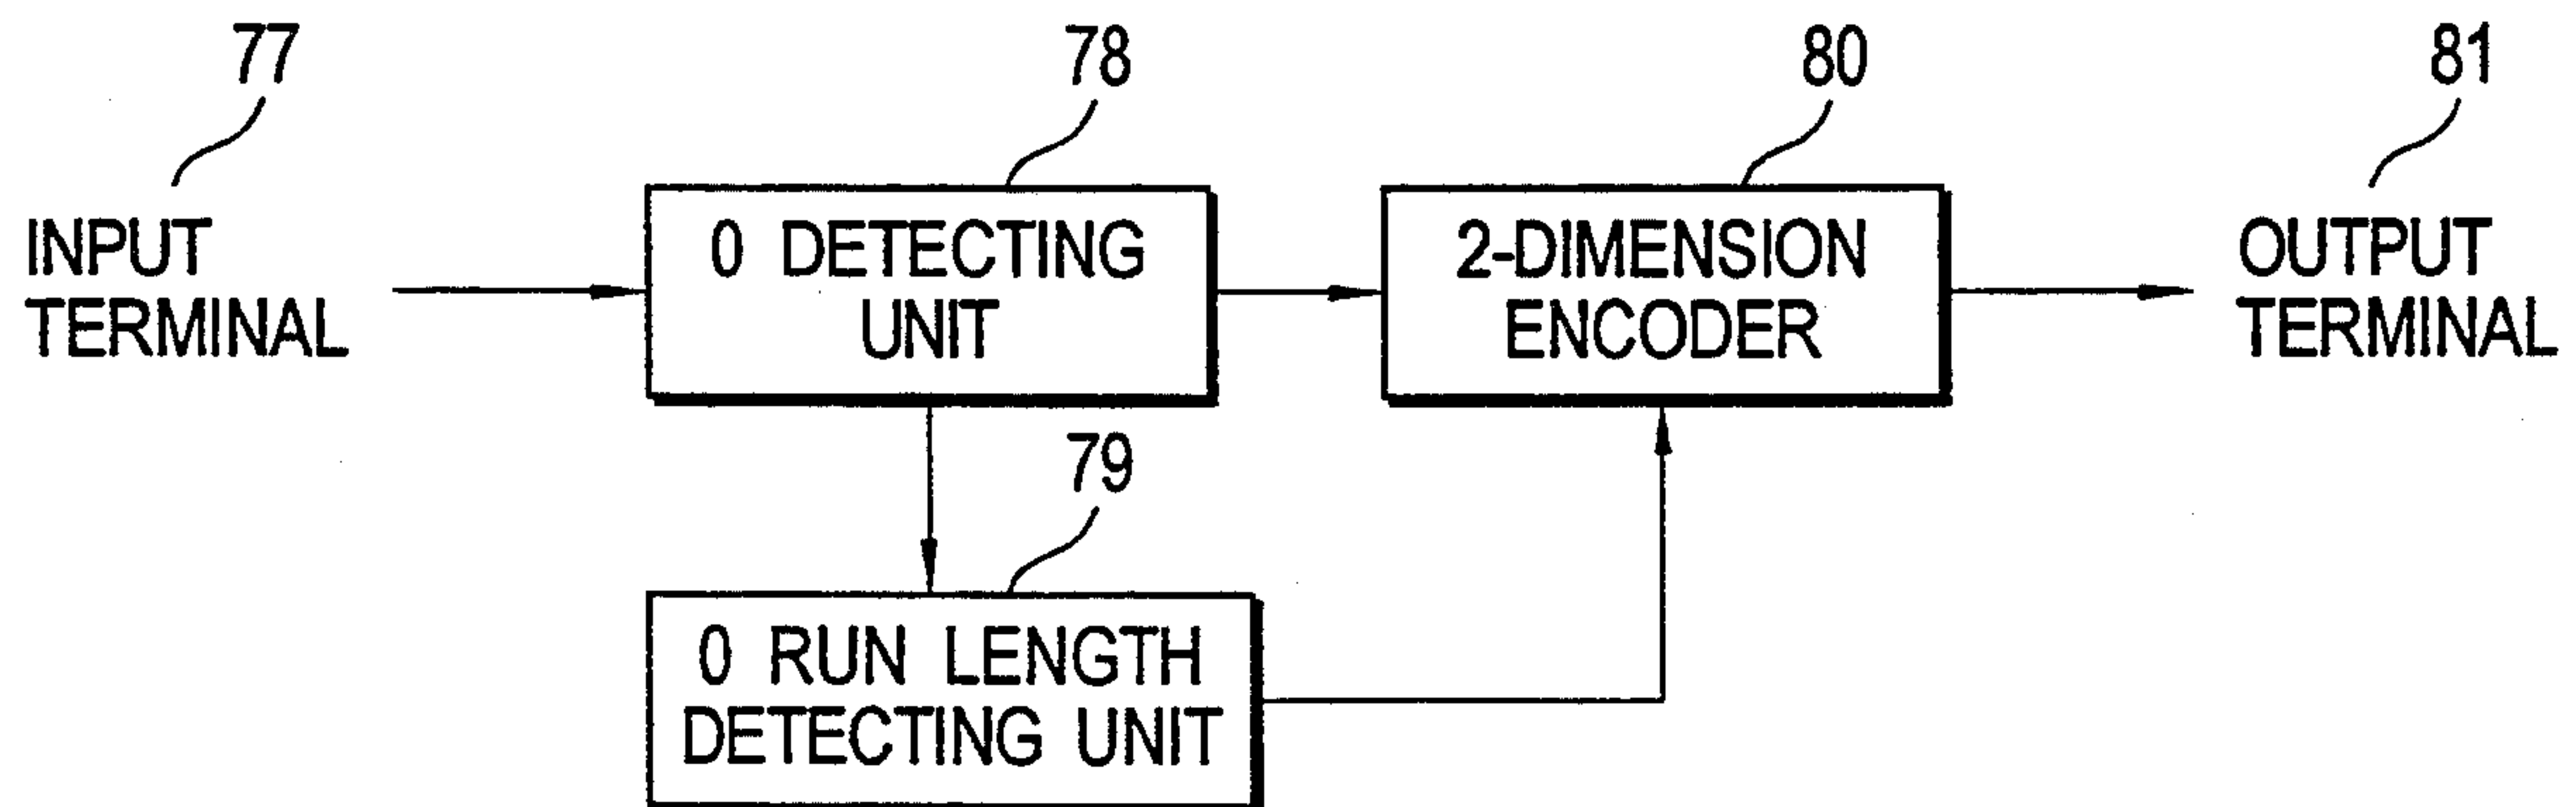 77
78
80
81
INPUT
TERMINAL
0 DETECTING
UNIT
2-DIMENSION
ENCODER
OUTPUT
TERMINAL
79
0 RUN LENGTH
DETECTING UNIT